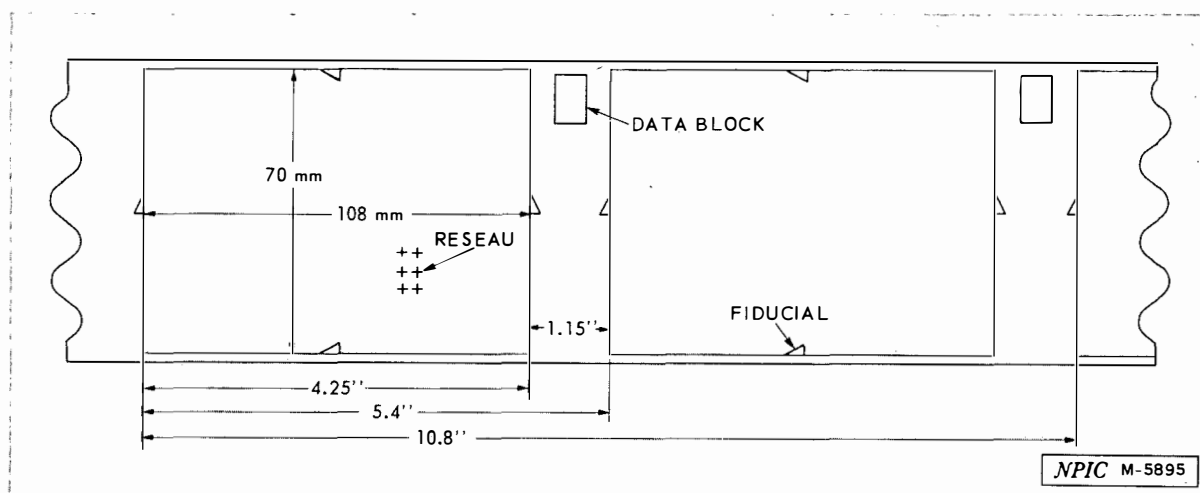 DATA BLOCK
70 mm
108 mm
RESEAU
1.15''
FIDUCIAL
4.25''
5.4''
10.8''
NPIC M-5895